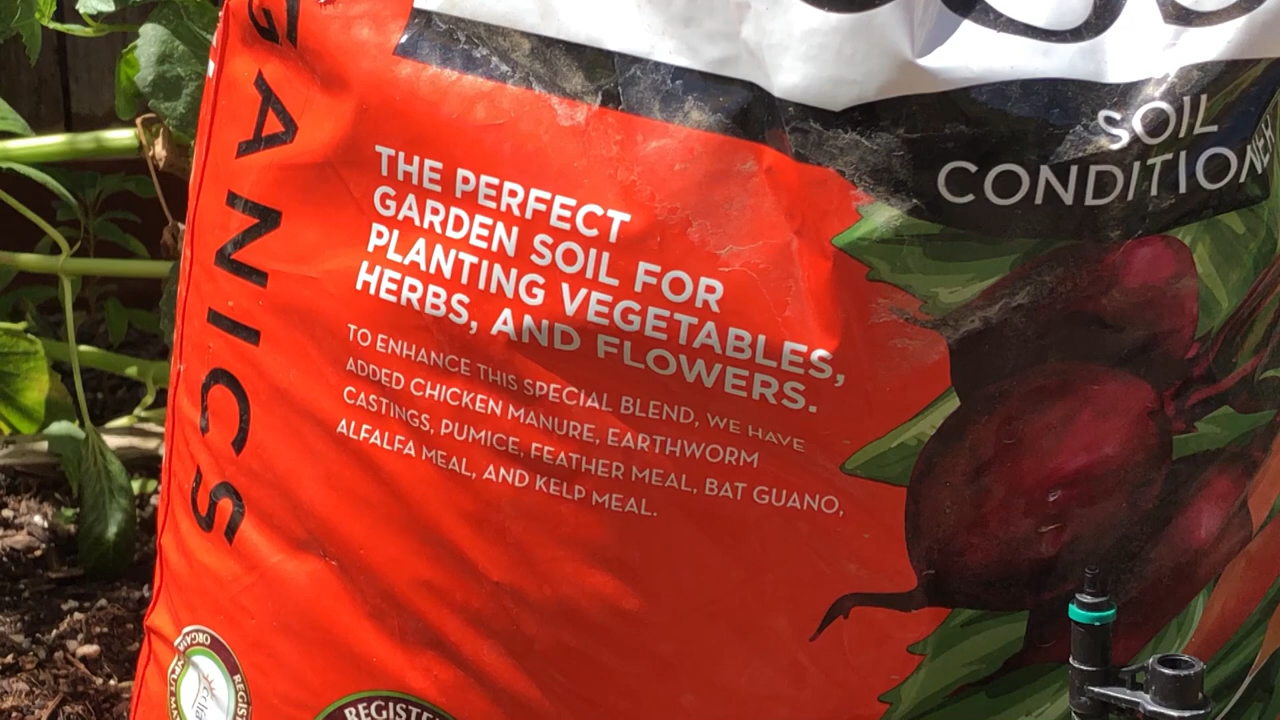 SOIL
CONDITIONER
GANICS
THE PERFECT
GARDEN SOIL FOR
PLANTING VEGETABLES,
HERBS, AND FLOWERS.
TO ENHANCE THIS SPECIAL BLEND, WE HAVE
ADDED CHICKEN MANURE, EARTHWORM
CASTINGS, PUMICE, FEATHER MEAL, BAT GUANO,
ALFALFA MEAL, AND KELP MEAL.